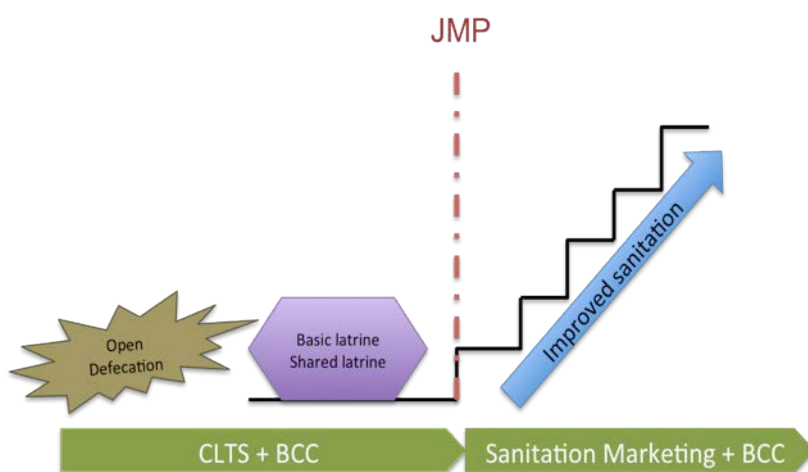 JMP
Improved sanitation
Open
Defecation
Basic latrine
Shared latrine
CLTS + BCC
Sanitation Marketing + BCC